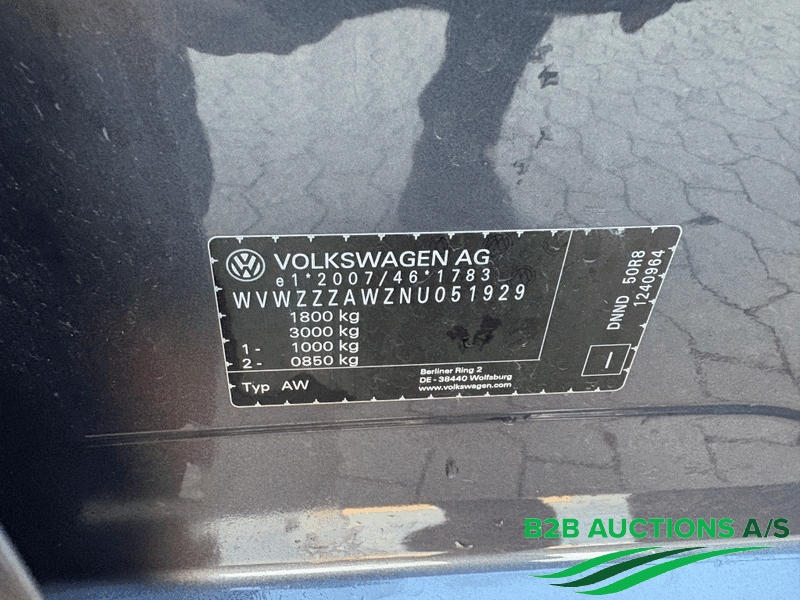 VOLKSWAGEN AG
e1*2007/46*1783
WVWZZZAWZNU051929
1800 kg
3000 kg
1 - 1000 kg
2 - 0850 kg
Typ AW
Berliner Ring 2
DE - 38440 Wolfsburg
www.volkswagen.com
DNND 50R8
1240964
I
B2B AUCTIONS A/S